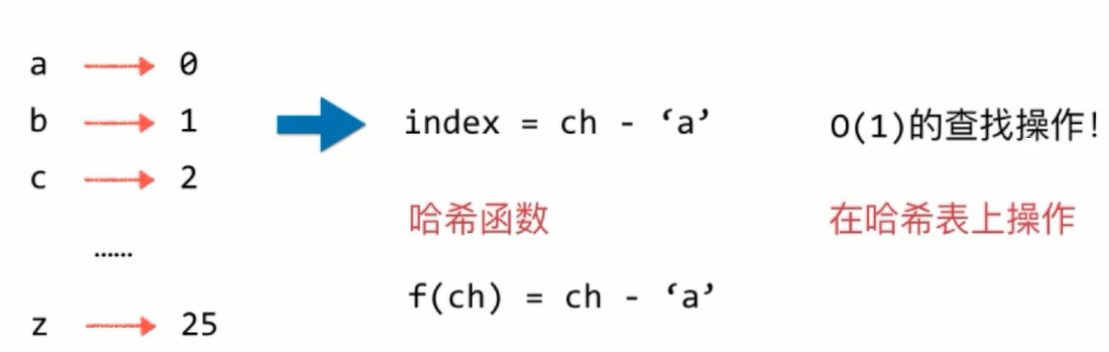 a 0
b 1 index = ch - ‘a’ O(1)的查找操作!
c 2
哈希函数 在哈希表上操作
……
f(ch) = ch - ‘a’
z 25